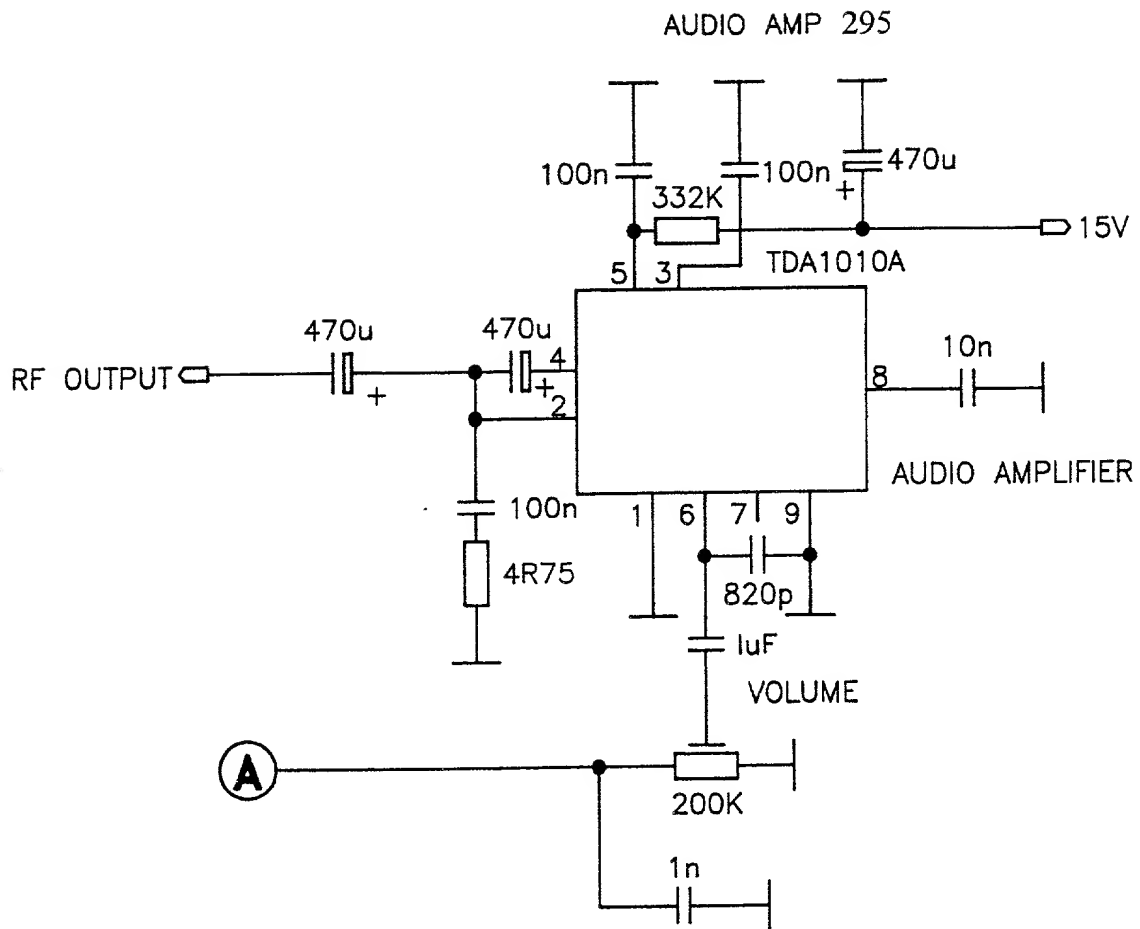 AUDIO AMP 295
100n
100n
470u
+
332K
15V
5
3
TDA1010A
470u
470u
4
10n
RF OUTPUT
+
+
8
2
AUDIO AMPLIFIER
100n
1
6
7
9
4R75
820p
1uF
VOLUME
A
200K
1n